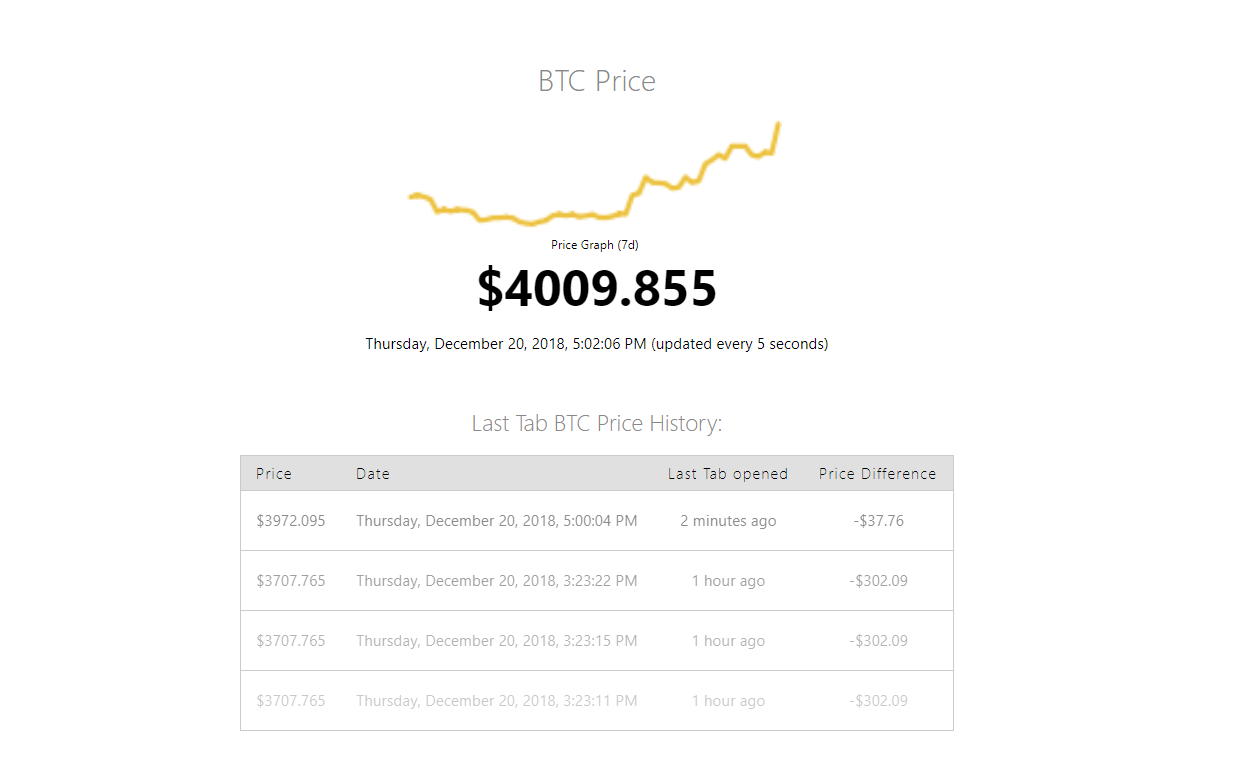 BTC Price
Price Graph (7d)
$4009.855
Thursday, December 20, 2018, 5:02:06 PM (updated every 5 seconds)
Last Tab BTC Price History:
Price Date Last Tab opened Price Difference
$3972.095 Thursday, December 20, 2018, 5:00:04 PM 2 minutes ago -$37.76
$3707.765 Thursday, December 20, 2018, 3:23:22 PM 1 hour ago -$302.09
$3707.765 Thursday, December 20, 2018, 3:23:15 PM 1 hour ago -$302.09
$3707.765 Thursday, December 20, 2018, 3:23:11 PM 1 hour ago -$302.09